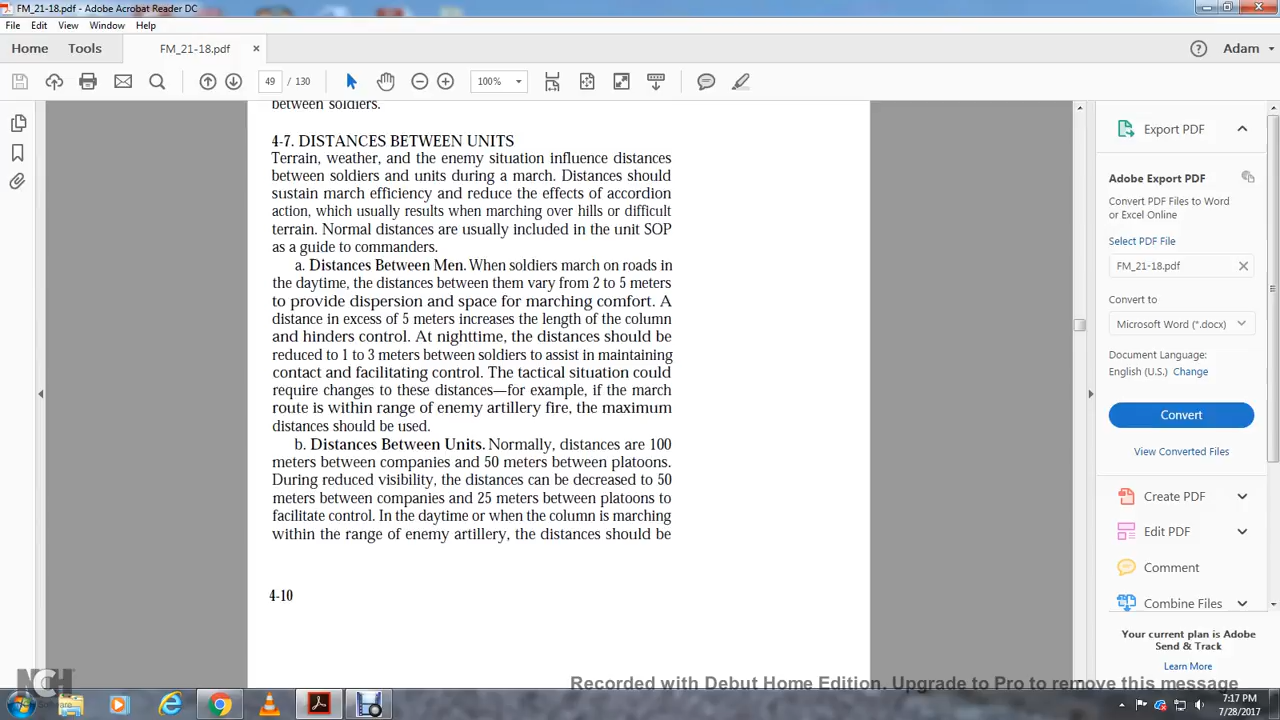 FM_21-18.pdf - Adobe Acrobat Reader DC
File Edit View Window Help
Home Tools FM_21-18.pdf × Adam
49 / 130 100%
between soldiers.
4-7. DISTANCES BETWEEN UNITS
Terrain, weather, and the enemy situation influence distances
between soldiers and units during a march. Distances should
sustain march efficiency and reduce the effects of accordion
action, which usually results when marching over hills or difficult
terrain. Normal distances are usually included in the unit SOP
as a guide to commanders.
a. Distances Between Men. When soldiers march on roads in
the daytime, the distances between them vary from 2 to 5 meters
to provide dispersion and space for marching comfort. A
distance in excess of 5 meters increases the length of the column
and hinders control. At nighttime, the distances should be
reduced to 1 to 3 meters between soldiers to assist in maintaining
contact and facilitating control. The tactical situation could
require changes to these distances—for example, if the march
route is within range of enemy artillery fire, the maximum
distances should be used.
b. Distances Between Units. Normally, distances are 100
meters between companies and 50 meters between platoons.
During reduced visibility, the distances can be decreased to 50
meters between companies and 25 meters between platoons to
facilitate control. In the daytime or when the column is marching
within the range of enemy artillery, the distances should be
4-10
Export PDF
Adobe Export PDF
Convert PDF Files to Word
or Excel Online
Select PDF File
FM_21-18.pdf
Convert to
Microsoft Word (*.docx)
Document Language:
English (U.S.) Change
Convert
View Converted Files
Create PDF
Edit PDF
Comment
Combine Files
Your current plan is Adobe
Send & Track
Learn More
NCH
Software
Recorded with Debut Home Edition. Upgrade to Pro to remove this message
7:17 PM
7/28/2017